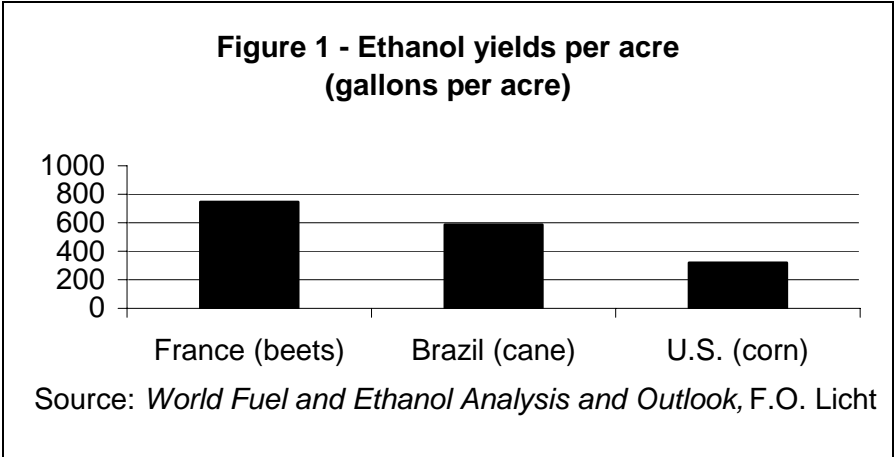 Figure 1 - Ethanol yields per acre
(gallons per acre)
1000
800
600
400
200
0
France (beets) Brazil (cane) U.S. (corn)
Source: World Fuel and Ethanol Analysis and Outlook, F.O. Licht